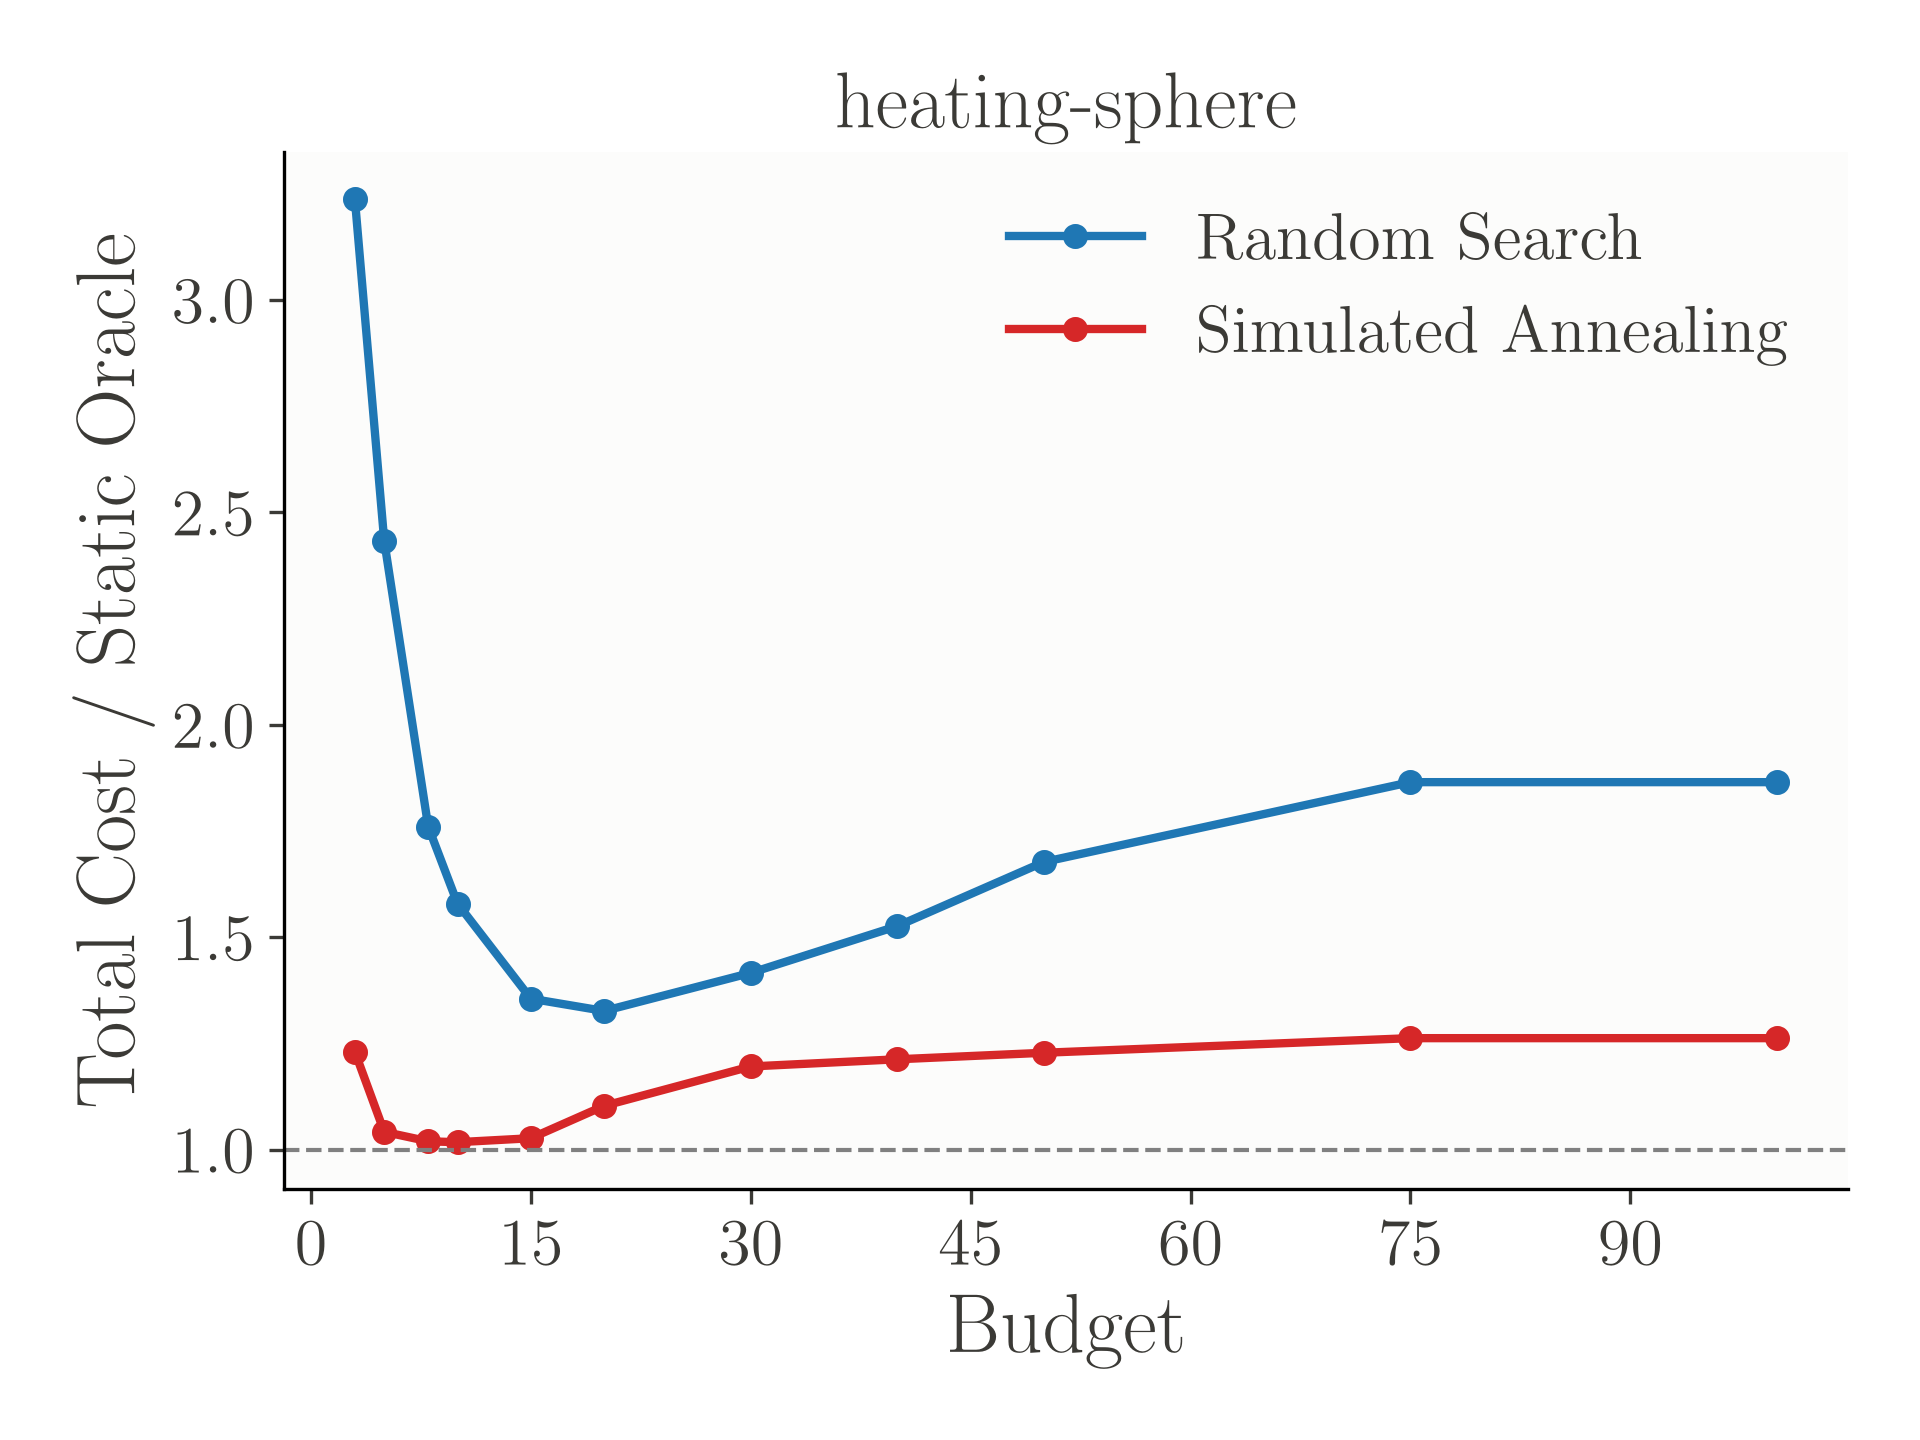 heating-sphere
Random Search
Simulated Annealing
Total Cost / Static Oracle
3.0
2.5
2.0
1.5
1.0
0 15 30 45 60 75 90
Budget